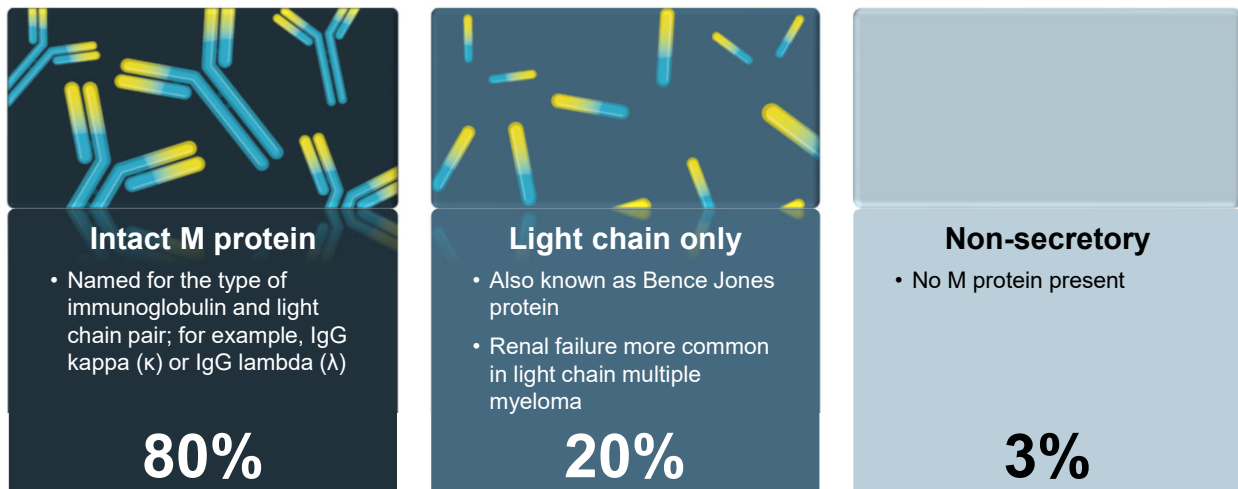 Intact M protein
• Named for the type of
immunoglobulin and light
chain pair; for example, IgG
kappa (κ) or IgG lambda (λ)
80%
Light chain only
• Also known as Bence Jones
protein
• Renal failure more common
in light chain multiple
myeloma
20%
Non-secretory
• No M protein present
3%